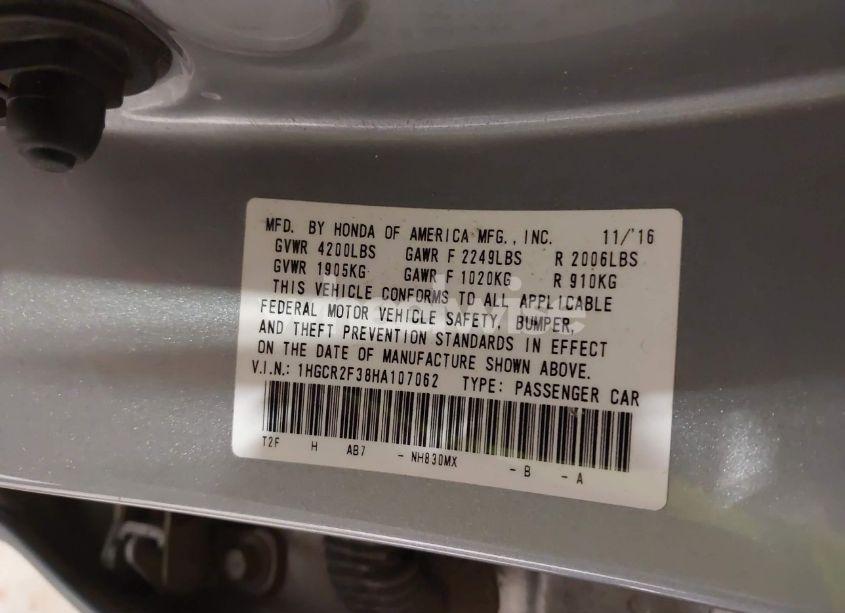 MFD. BY HONDA OF AMERICA MFG., INC. 11/'16
GVWR 4200LBS GAWR F 2249LBS R 2006LBS
GVWR 1905KG GAWR F 1020KG R 910KG
THIS VEHICLE CONFORMS TO ALL APPLICABLE
FEDERAL MOTOR VEHICLE SAFETY, BUMPER,
AND THEFT PREVENTION STANDARDS IN EFFECT
ON THE DATE OF MANUFACTURE SHOWN ABOVE.
V.I.N.: 1HGCR2F38HA107062 TYPE: PASSENGER CAR
T2F H AB7 - NH830MX - B - A